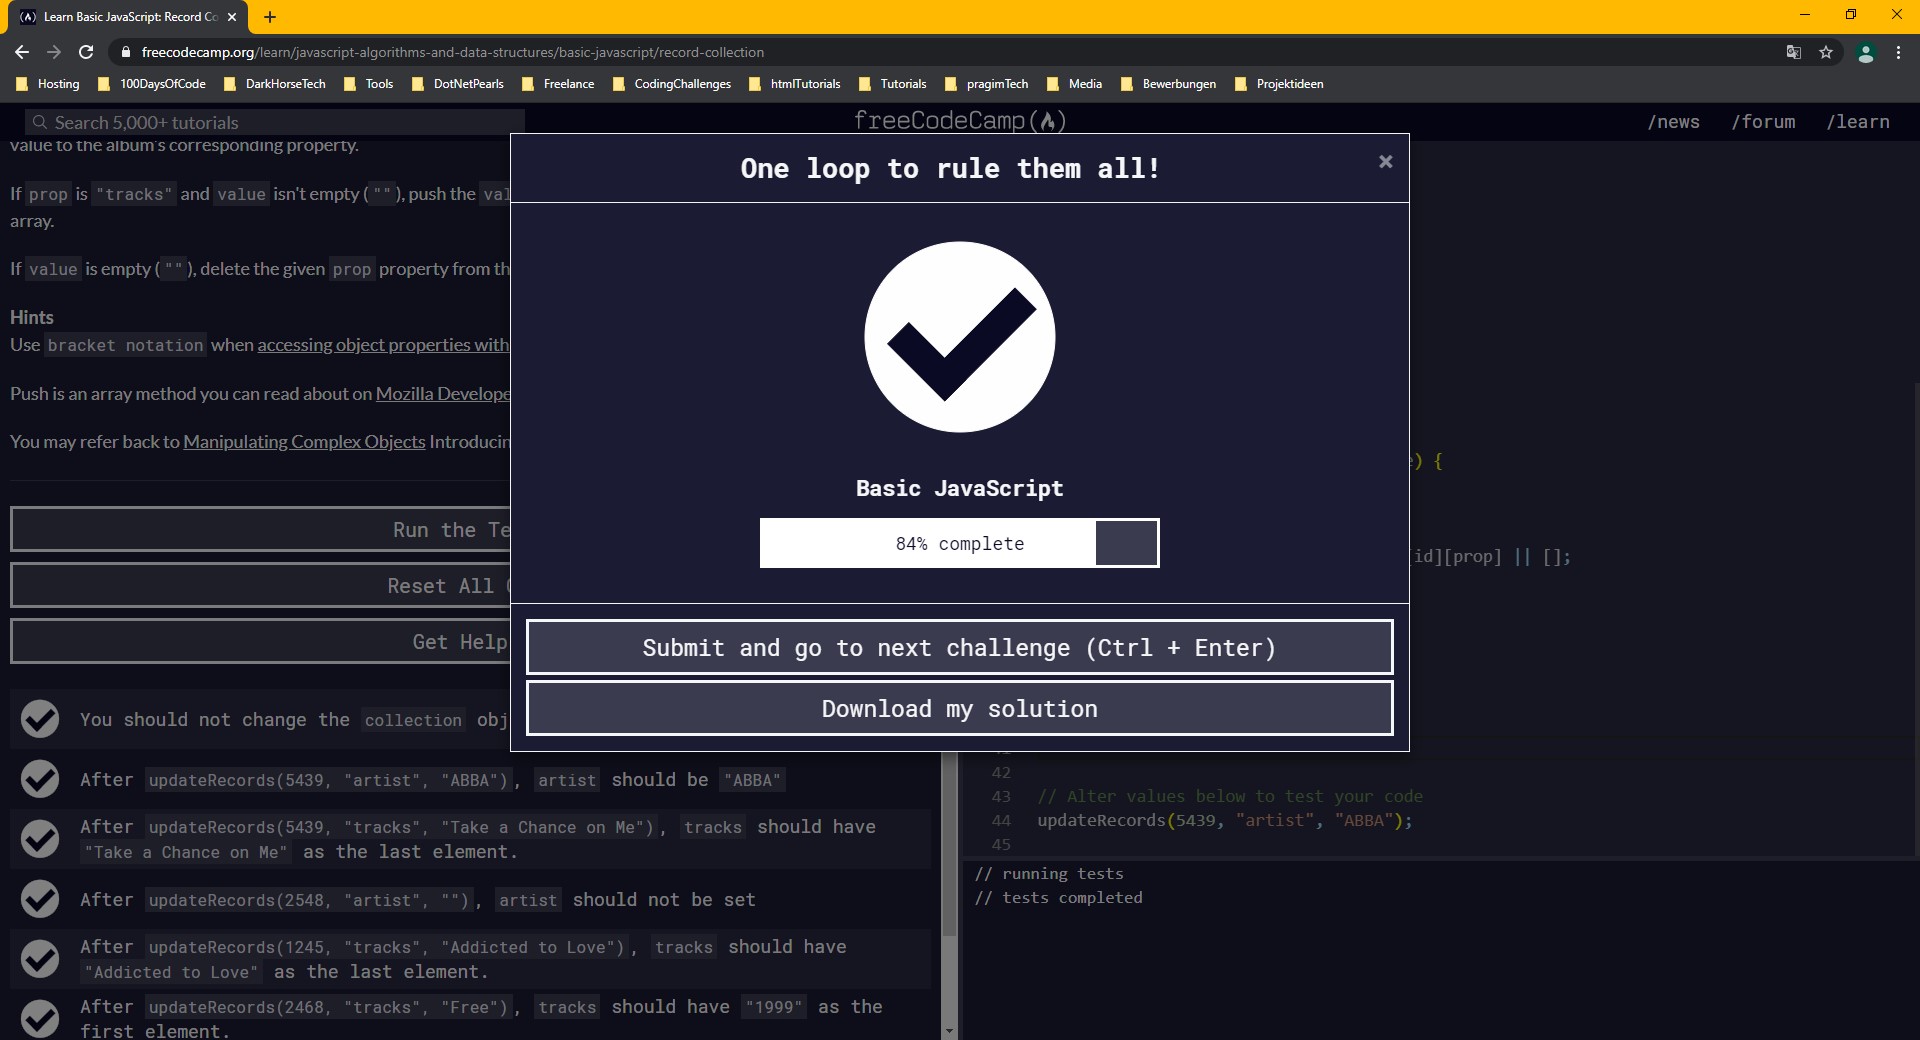 Learn Basic JavaScript: Record Co
freecodecamp.org/learn/javascript-algorithms-and-data-structures/basic-javascript/record-collection
Hosting 100DaysOfCode DarkHorseTech Tools DotNetPearls Freelance CodingChallenges htmlTutorials Tutorials pragimTech Media Bewerbungen Projektideen
Search 5,000+ tutorials
freeCodeCamp
/news /forum /learn
value to the album's corresponding property.
If prop is "tracks" and value isn't empty (""), push the val
array.
If value is empty (""), delete the given prop property from th
Hints
Use bracket notation when accessing object properties with
Push is an array method you can read about on Mozilla Develope
You may refer back to Manipulating Complex Objects Introducin
Run the Te
Reset All
Get Help
You should not change the collection obj
After updateRecords(5439, "artist", "ABBA"), artist should be "ABBA"
After updateRecords(5439, "tracks", "Take a Chance on Me"), tracks should have
"Take a Chance on Me" as the last element.
After updateRecords(2548, "artist", ""), artist should not be set
After updateRecords(1245, "tracks", "Addicted to Love"), tracks should have
"Addicted to Love" as the last element.
After updateRecords(2468, "tracks", "Free"), tracks should have "1999" as the
first element.
One loop to rule them all!
×
Basic JavaScript
84% complete
Submit and go to next challenge (Ctrl + Enter)
Download my solution
) {
id][prop] || [];
42
43 // Alter values below to test your code
44 updateRecords(5439, "artist", "ABBA");
45
// running tests
// tests completed